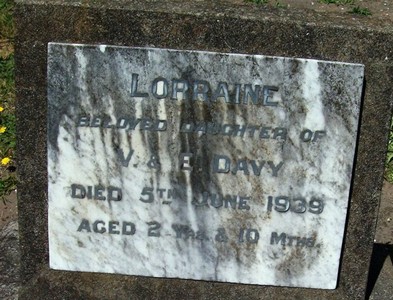 LORRAINE
BELOVED DAUGHTER OF
V. & E. DAVY
DIED 5TH JUNE 1939
AGED 2 YRS & 10 MTHS